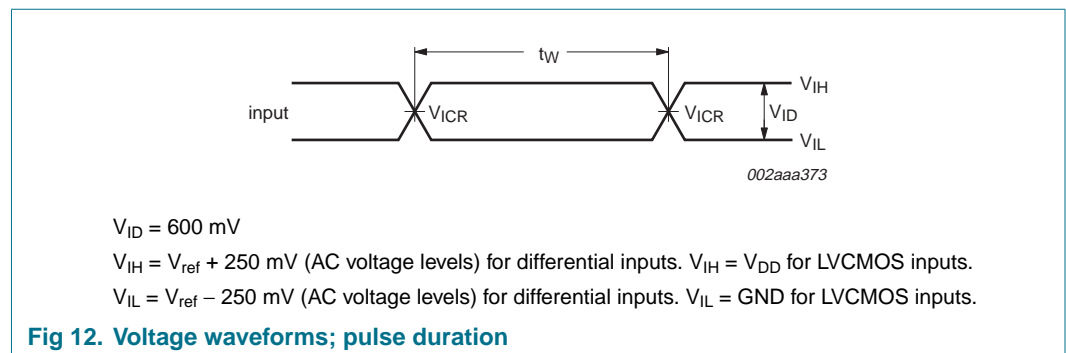 tW
VIH
input
VICR
VICR
VID
VIL
002aaa373
VID = 600 mV
VIH = Vref + 250 mV (AC voltage levels) for differential inputs. VIH = VDD for LVCMOS inputs.
VIL = Vref − 250 mV (AC voltage levels) for differential inputs. VIL = GND for LVCMOS inputs.
Fig 12. Voltage waveforms; pulse duration